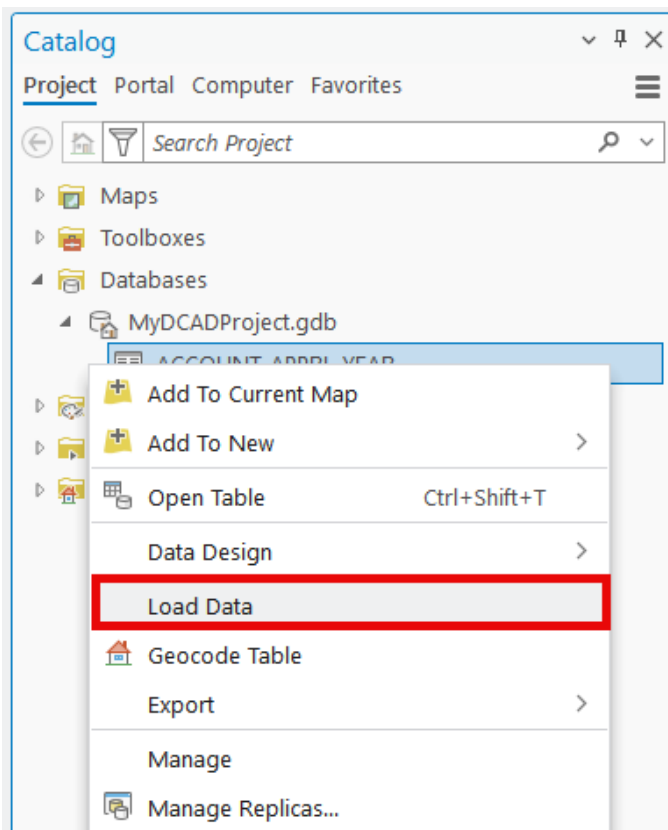 Catalog
Project Portal Computer Favorites
Search Project
Maps
Toolboxes
Databases
MyDCADProject.gdb
ACCOUNT_APPRL_YEAR
Add To Current Map
Add To New
Open Table Ctrl+Shift+T
Data Design
Load Data
Geocode Table
Export
Manage
Manage Replicas...